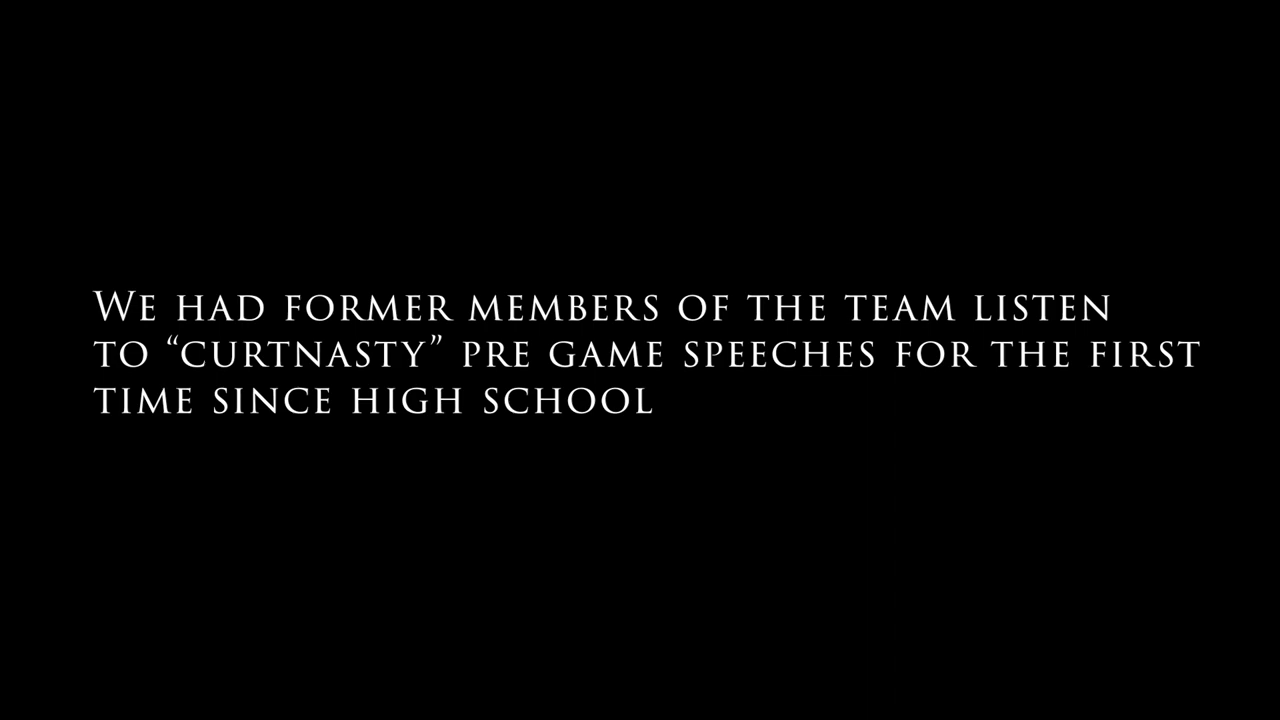 We had former members of the team listen
to “curtnasty” pre game speeches for the first
time since high school